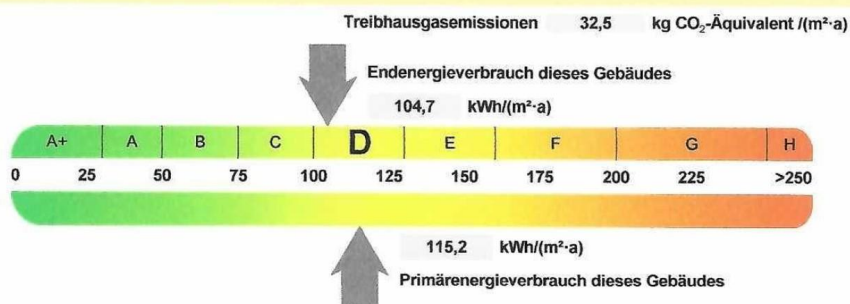 Treibhausgasemissionen 32,5 kg CO₂-Äquivalent /(m²·a)
Endenergieverbrauch dieses Gebäudes
104,7 kWh/(m²·a)
A+ A B C D E F G H
0 25 50 75 100 125 150 175 200 225 >250
115,2 kWh/(m²·a)
Primärenergieverbrauch dieses Gebäudes